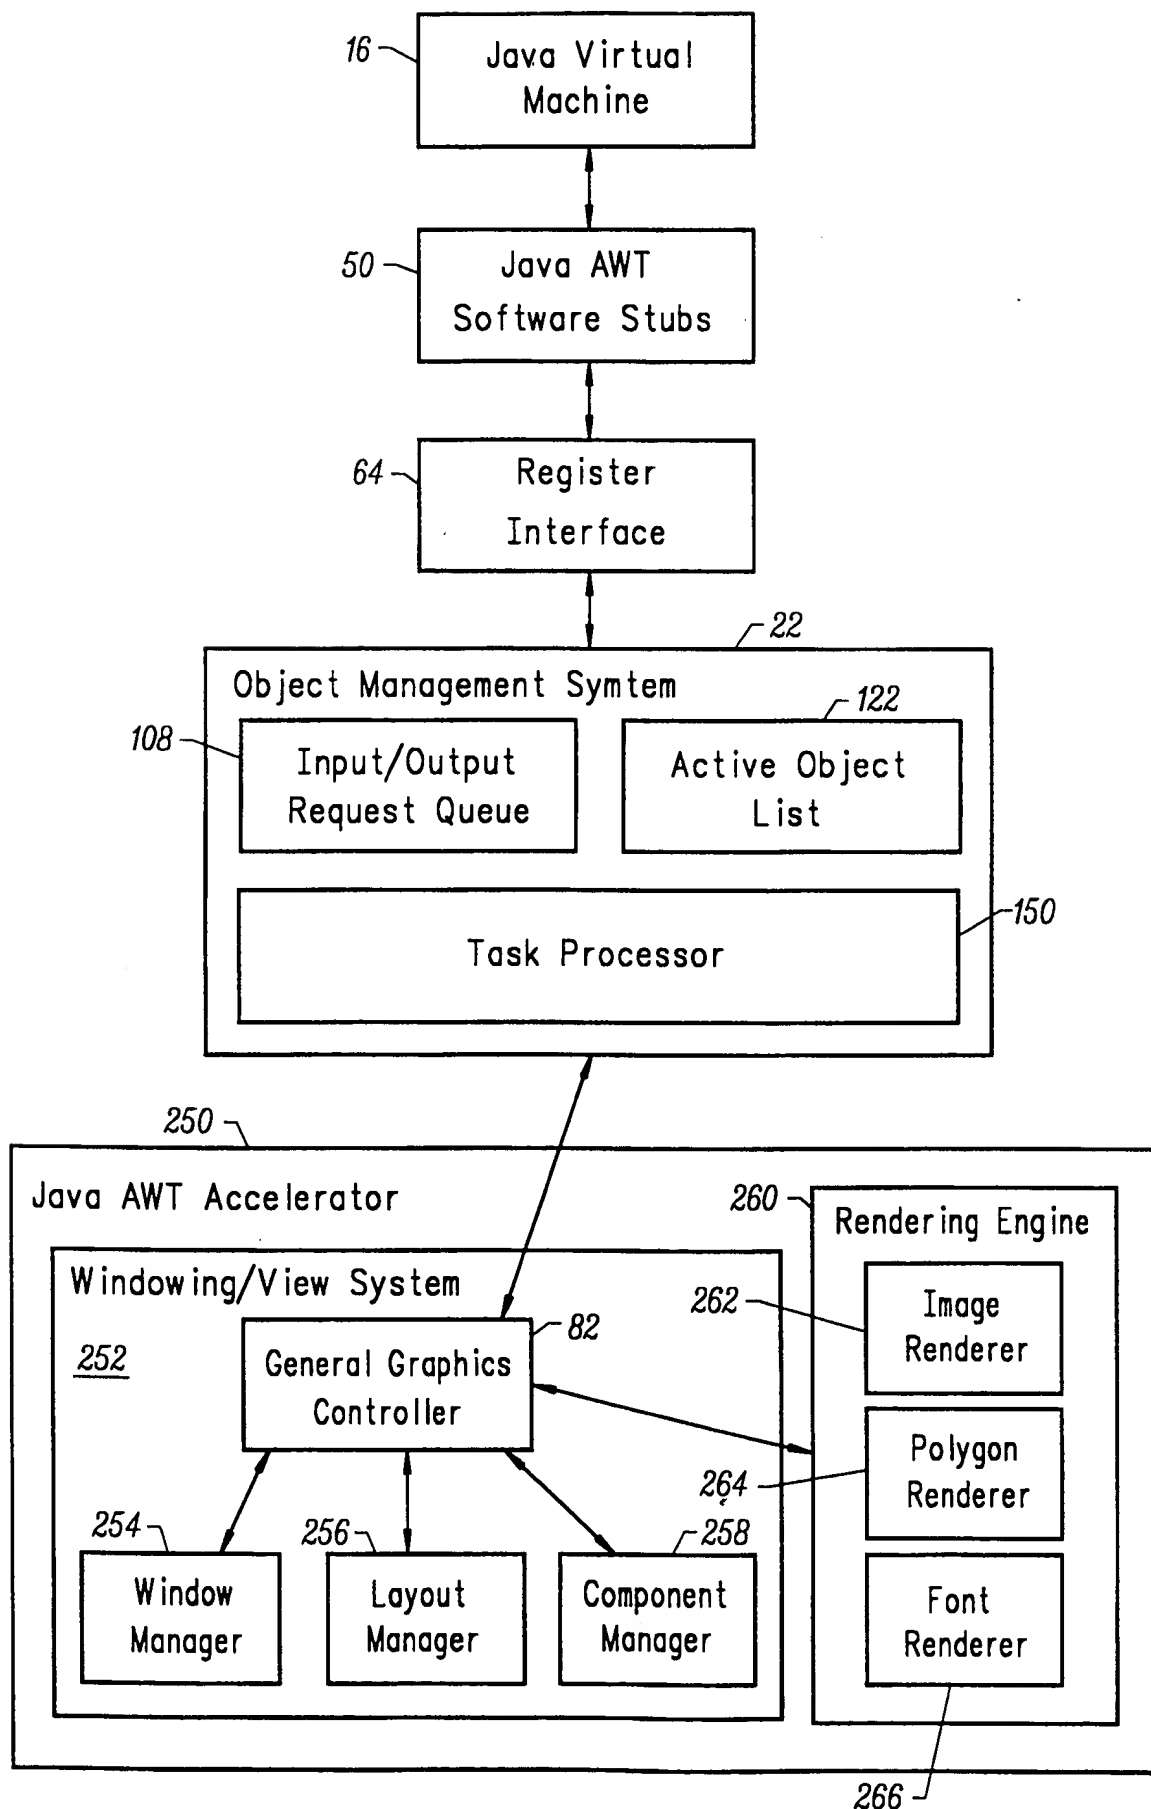 16
Java Virtual
Machine
50
Java AWT
Software Stubs
64
Register
Interface
22
Object Management Symtem
108
Input/Output
Request Queue
122
Active Object
List
150
Task Processor
250
Java AWT Accelerator
260
Rendering Engine
Windowing/View System
252
82
General Graphics
Controller
262
Image
Renderer
264
Polygon
Renderer
254
Window
Manager
256
Layout
Manager
258
Component
Manager
Font
Renderer
266